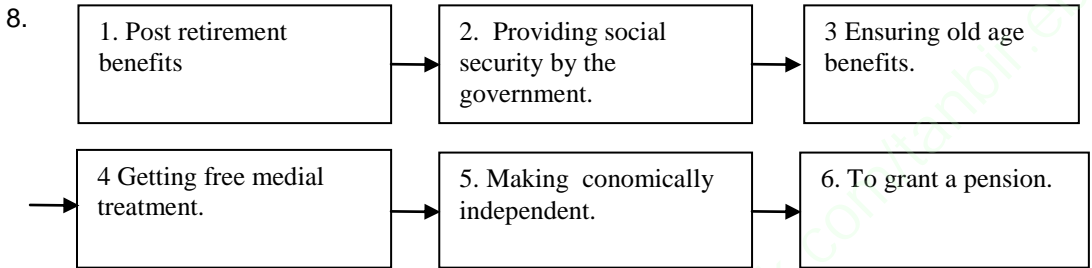 8.
1. Post retirement
benefits
2. Providing social
security by the
government.
3 Ensuring old age
benefits.
4 Getting free medial
treatment.
5. Making conomically
independent.
6. To grant a pension.